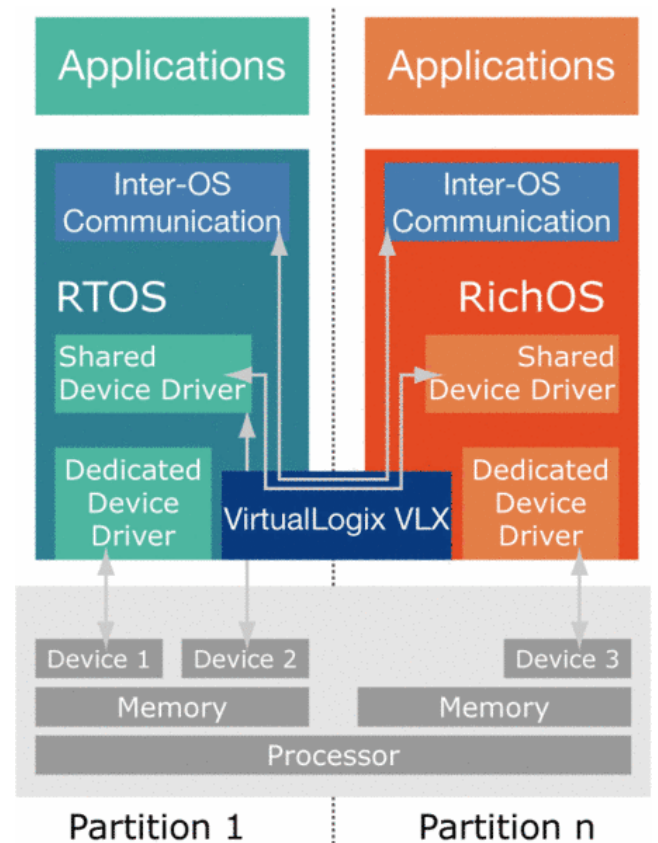 Applications
Applications
Inter-OS
Communication
Inter-OS
Communication
RTOS
RichOS
Shared
Device Driver
Shared
Device Driver
Dedicated
Device
Driver
VirtualLogix VLX
Dedicated
Device
Driver
Device 1
Device 2
Device 3
Memory
Memory
Processor
Partition 1
Partition n